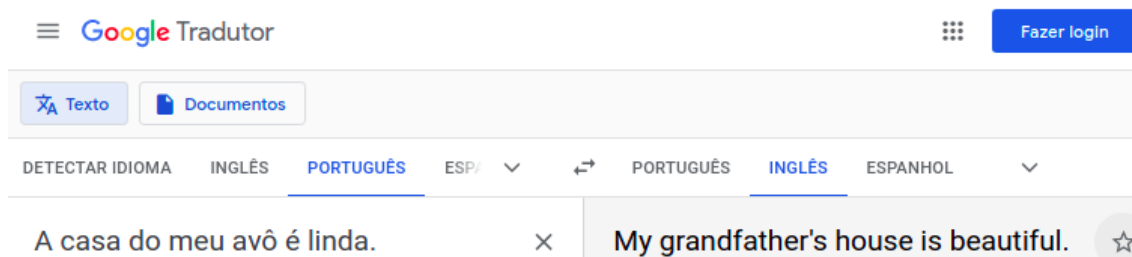 Google Tradutor Fazer login
Texto Documentos
DETECTAR IDIOMA INGLÊS PORTUGUÊS ESPA PORTUGUÊS INGLÊS ESPANHOL
A casa do meu avô é linda. My grandfather's house is beautiful.